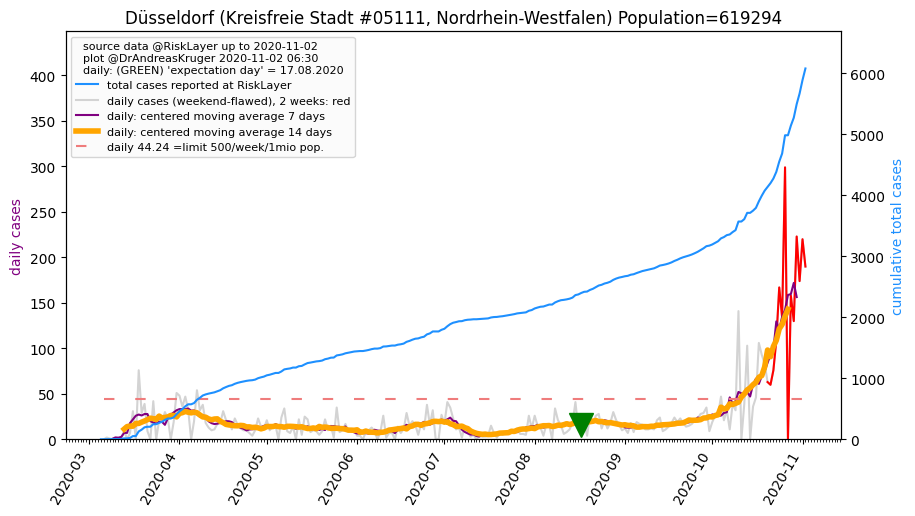 Düsseldorf (Kreisfreie Stadt #05111, Nordrhein-Westfalen) Population=619294
source data @RiskLayer up to 2020-11-02
plot @DrAndreasKruger 2020-11-02 06:30
daily: (GREEN) 'expectation day' = 17.08.2020
total cases reported at RiskLayer
daily cases (weekend-flawed), 2 weeks: red
daily: centered moving average 7 days
daily: centered moving average 14 days
daily 44.24 =limit 500/week/1mio pop.
daily cases
400
350
300
250
200
150
100
50
0
cumulative total cases
6000
5000
4000
3000
2000
1000
0
2020-03
2020-04
2020-05
2020-06
2020-07
2020-08
2020-09
2020-10
2020-11